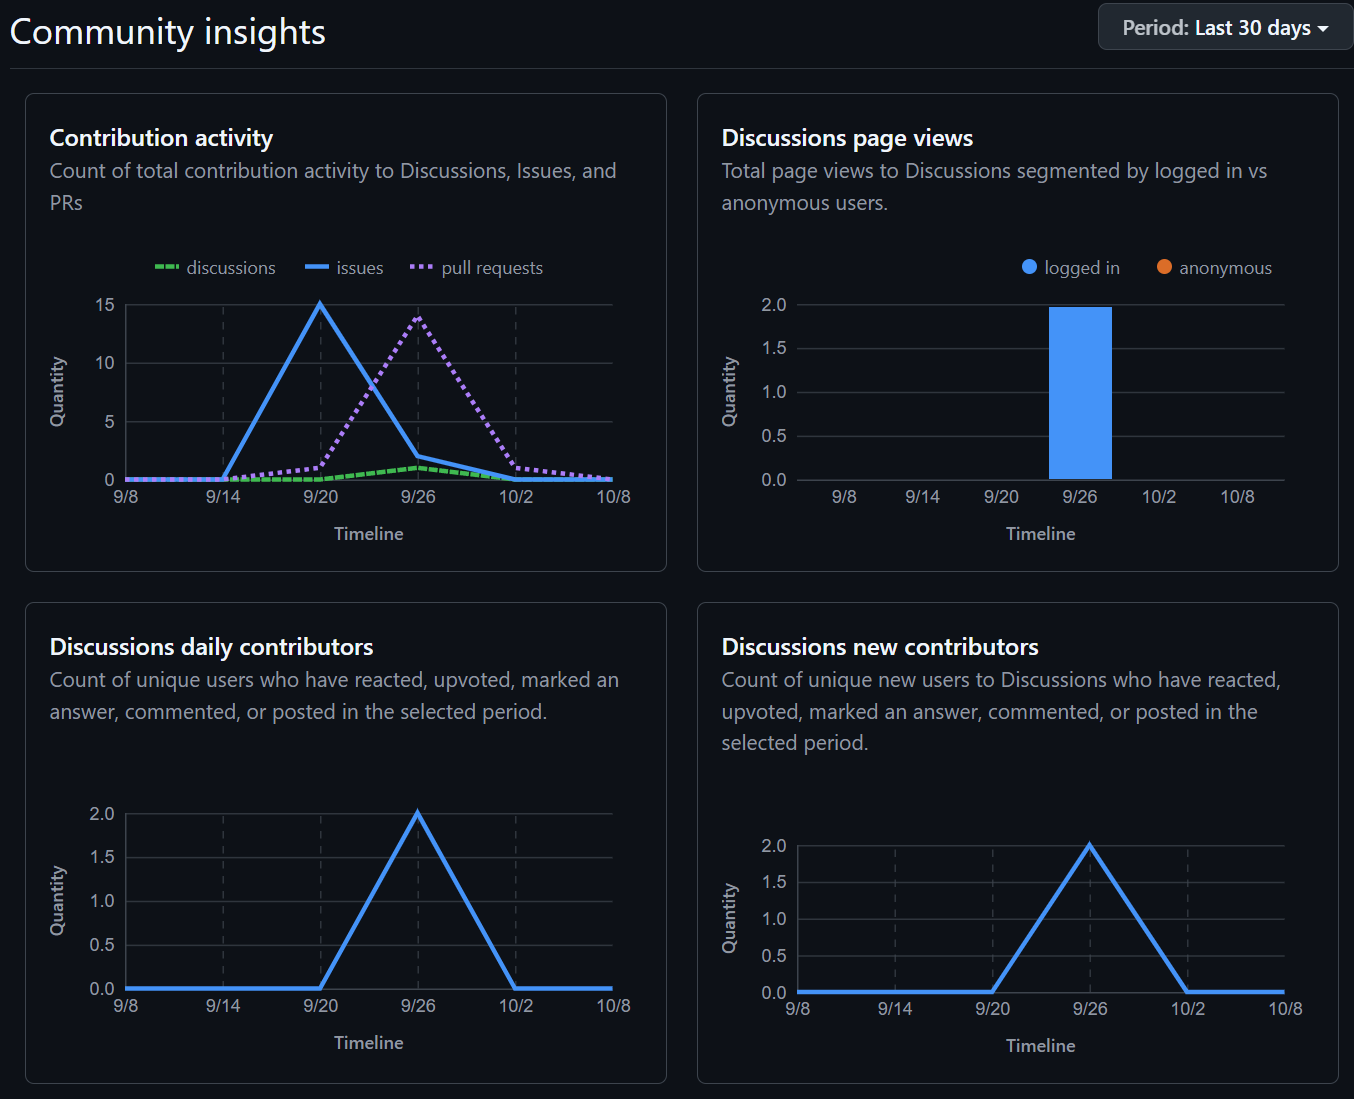 Community insights
Period: Last 30 days
Contribution activity
Count of total contribution activity to Discussions, Issues, and
PRs
discussions issues pull requests
15
10
5
0
Quantity
9/8 9/14 9/20 9/26 10/2 10/8
Timeline
Discussions page views
Total page views to Discussions segmented by logged in vs
anonymous users.
logged in anonymous
2.0
1.5
1.0
0.5
0.0
Quantity
9/8 9/14 9/20 9/26 10/2 10/8
Timeline
Discussions daily contributors
Count of unique users who have reacted, upvoted, marked an
answer, commented, or posted in the selected period.
2.0
1.5
1.0
0.5
0.0
Quantity
9/8 9/14 9/20 9/26 10/2 10/8
Timeline
Discussions new contributors
Count of unique new users to Discussions who have reacted,
upvoted, marked an answer, commented, or posted in the
selected period.
2.0
1.5
1.0
0.5
0.0
Quantity
9/8 9/14 9/20 9/26 10/2 10/8
Timeline